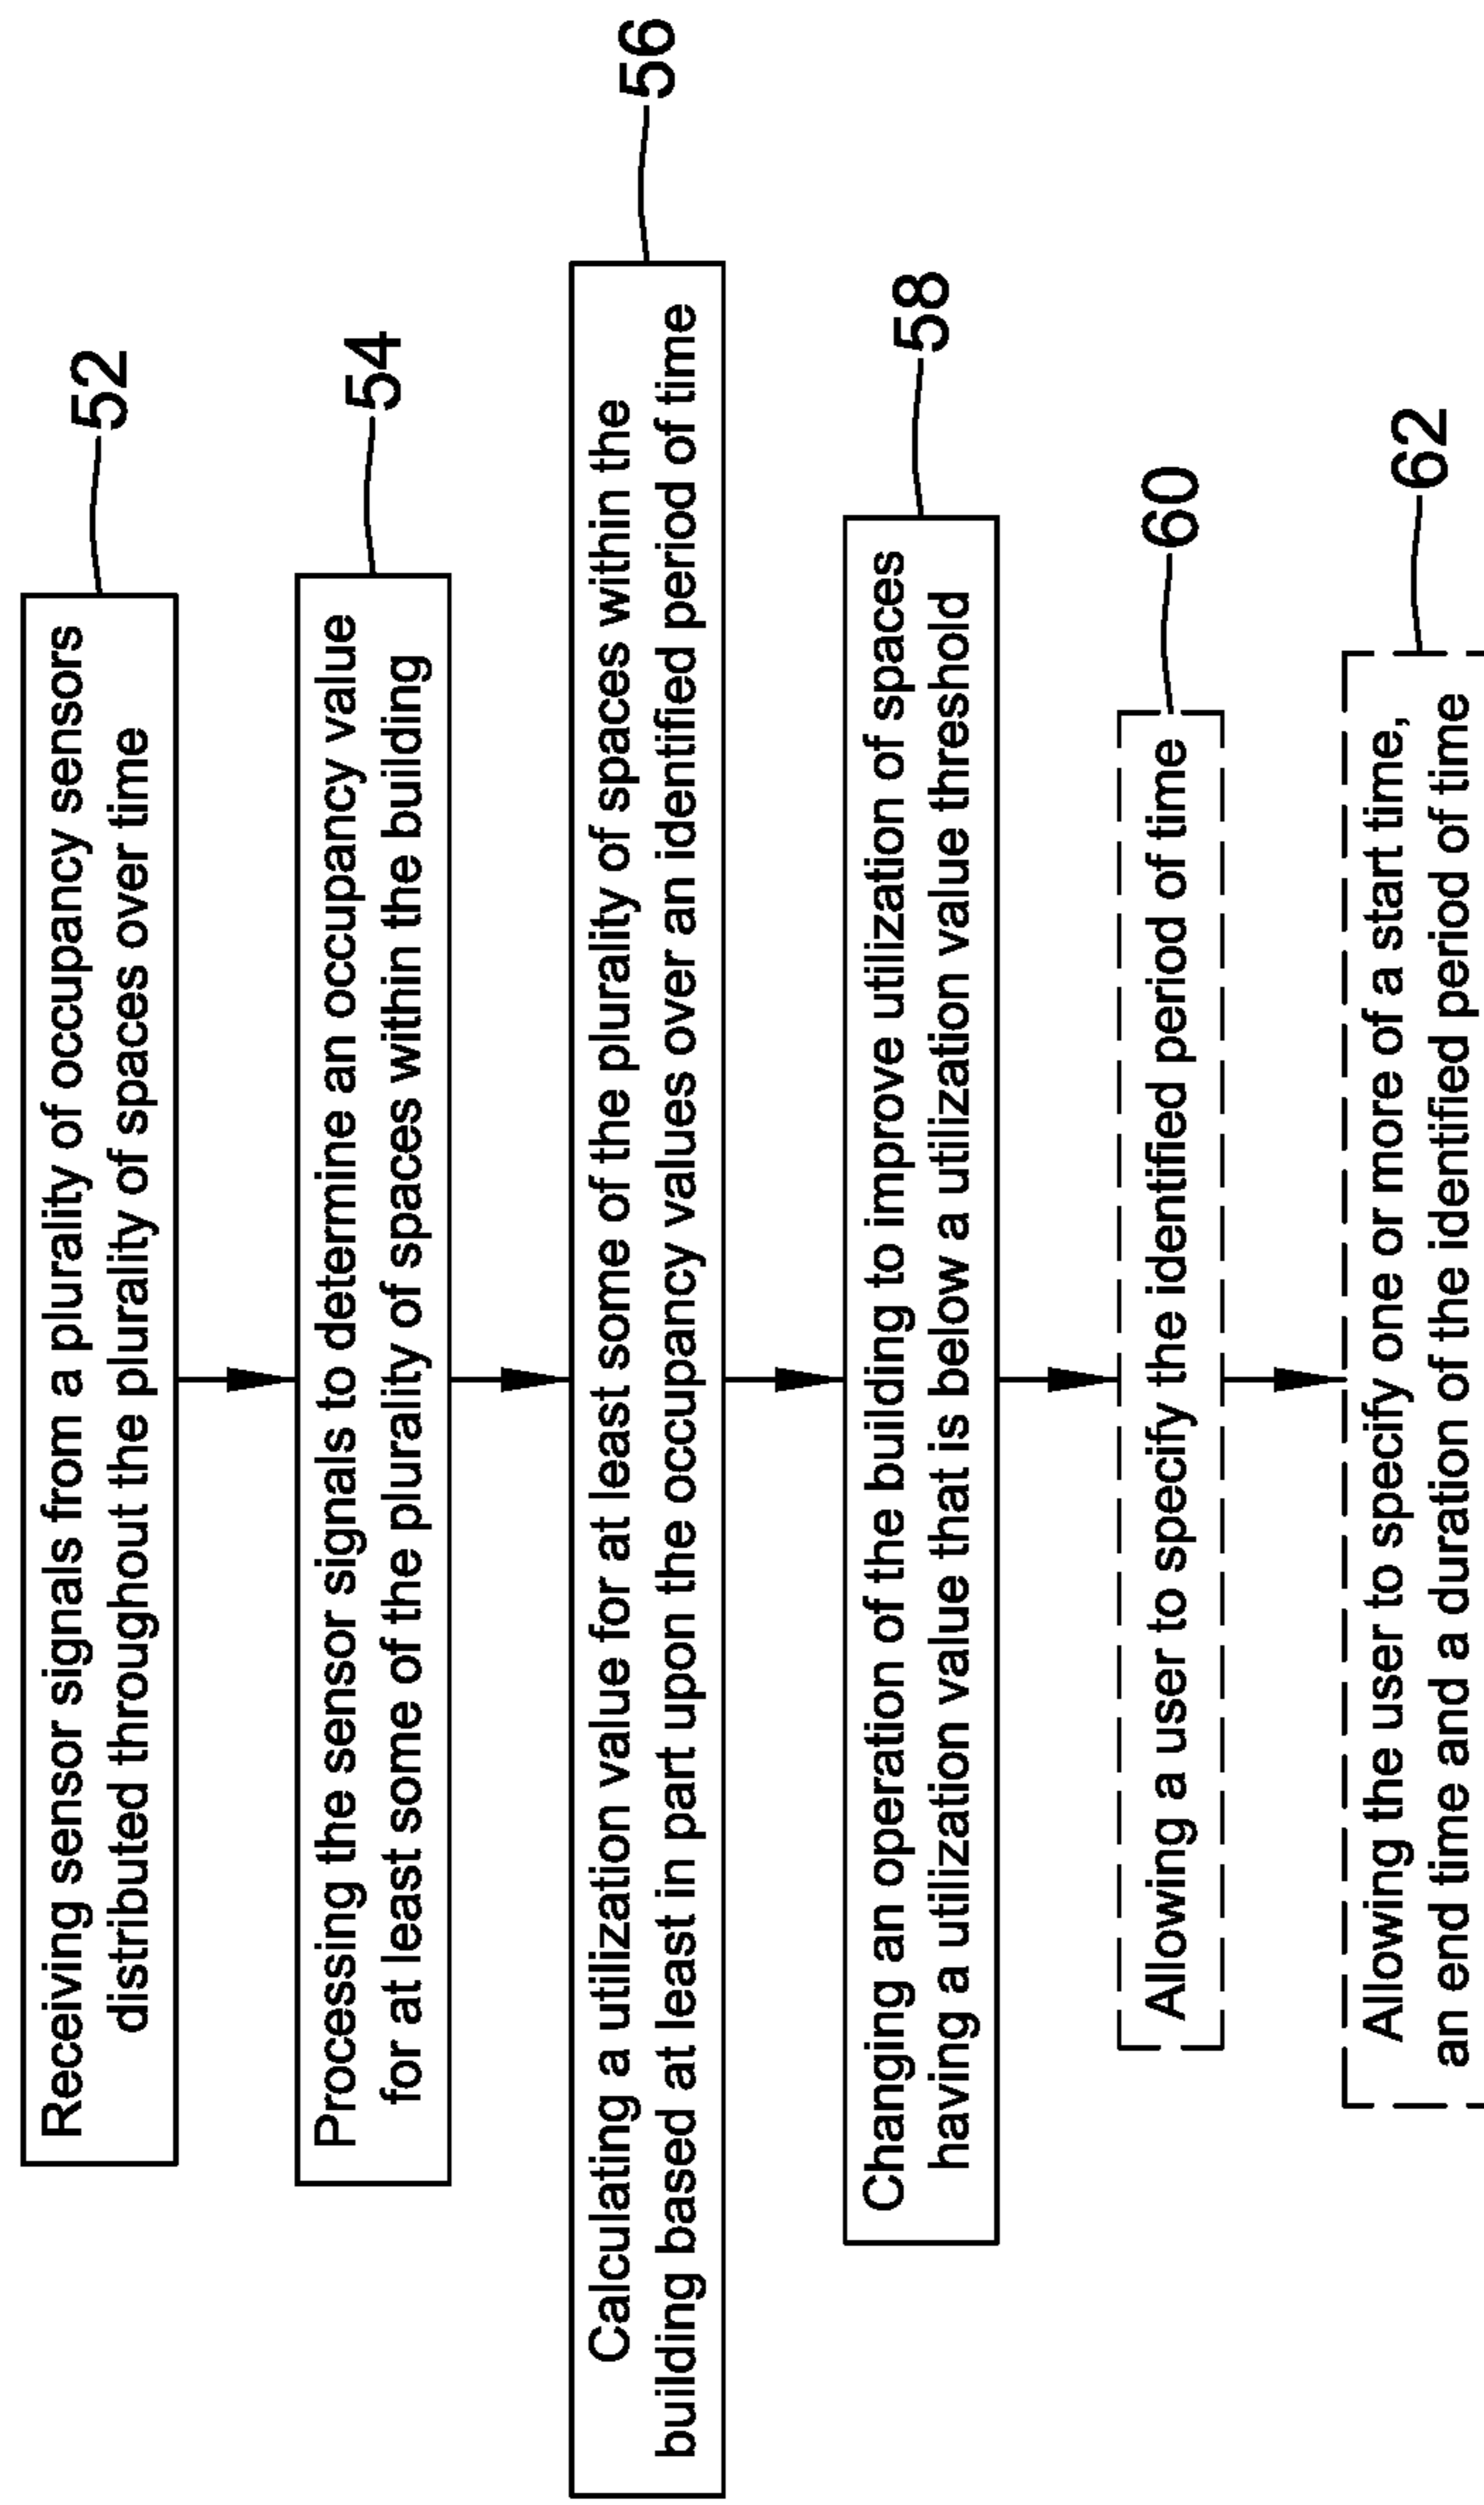 Receiving sensor signals from a plurality of occupancy sensors
distributed throughout the plurality of spaces over time
52
Processing the sensor signals to determine an occupancy value
for at least some of the plurality of spaces within the building
54
Calculating a utilization value for at least some of the plurality of spaces within the
building based at least in part upon the occupancy values over an identified period of time
56
Changing an operation of the building to improve utilization of spaces
having a utilization value that is below a utilization value threshold
58
Allowing a user to specify the identified period of time
60
Allowing the user to specify one or more of a start time,
an end time and a duration of the identified period of time
62